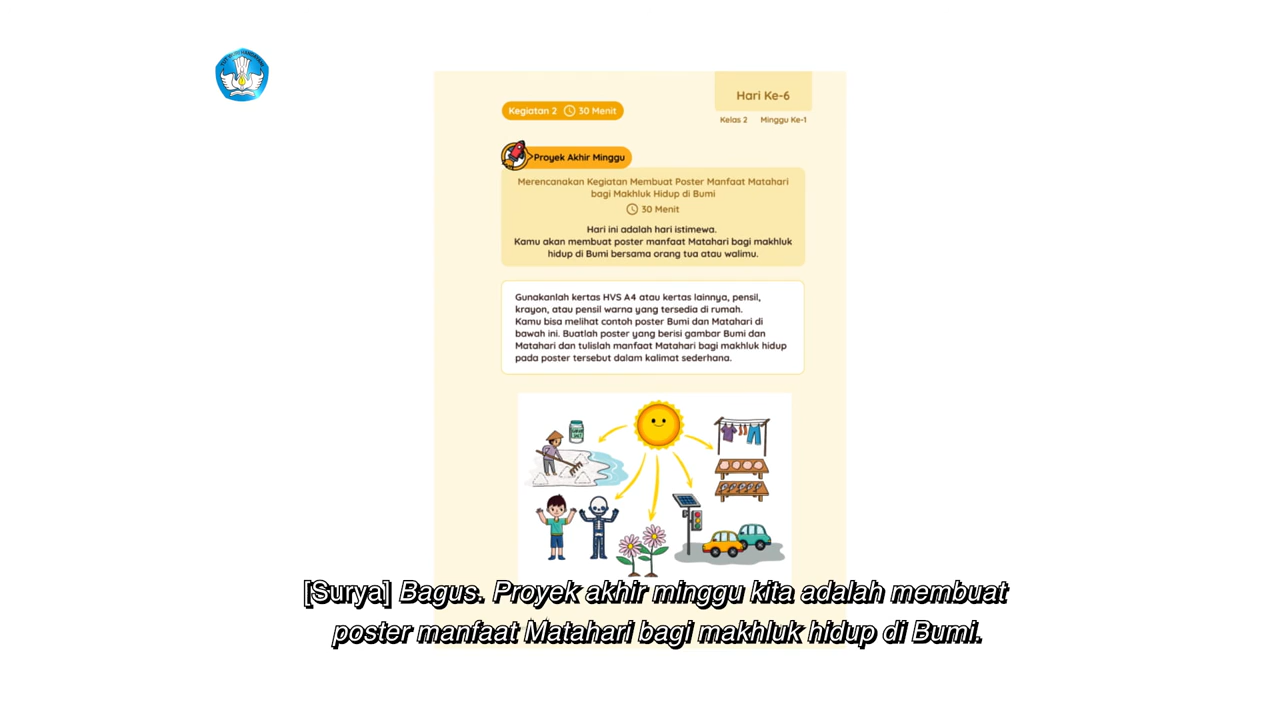 Hari Ke-6
Kelas 2 Minggu Ke-1
Kegiatan 2 30 Menit
Proyek Akhir Minggu
Merencanakan Kegiatan Membuat Poster Manfaat Matahari
bagi Makhluk Hidup di Bumi
30 Menit
Hari ini adalah hari istimewa.
Kamu akan membuat poster manfaat Matahari bagi makhluk
hidup di Bumi bersama orang tua atau walimu.
Gunakanlah kertas HVS A4 atau kertas lainnya, pensil,
krayon, atau pensil warna yang tersedia di rumah.
Kamu bisa melihat contoh poster Bumi dan Matahari di
bawah ini. Buatlah poster yang berisi gambar Bumi dan
Matahari dan tulislah manfaat Matahari bagi makhluk hidup
pada poster tersebut dalam kalimat sederhana.
[Surya] Bagus. Proyek akhir minggu kita adalah membuat
poster manfaat Matahari bagi makhluk hidup di Bumi.